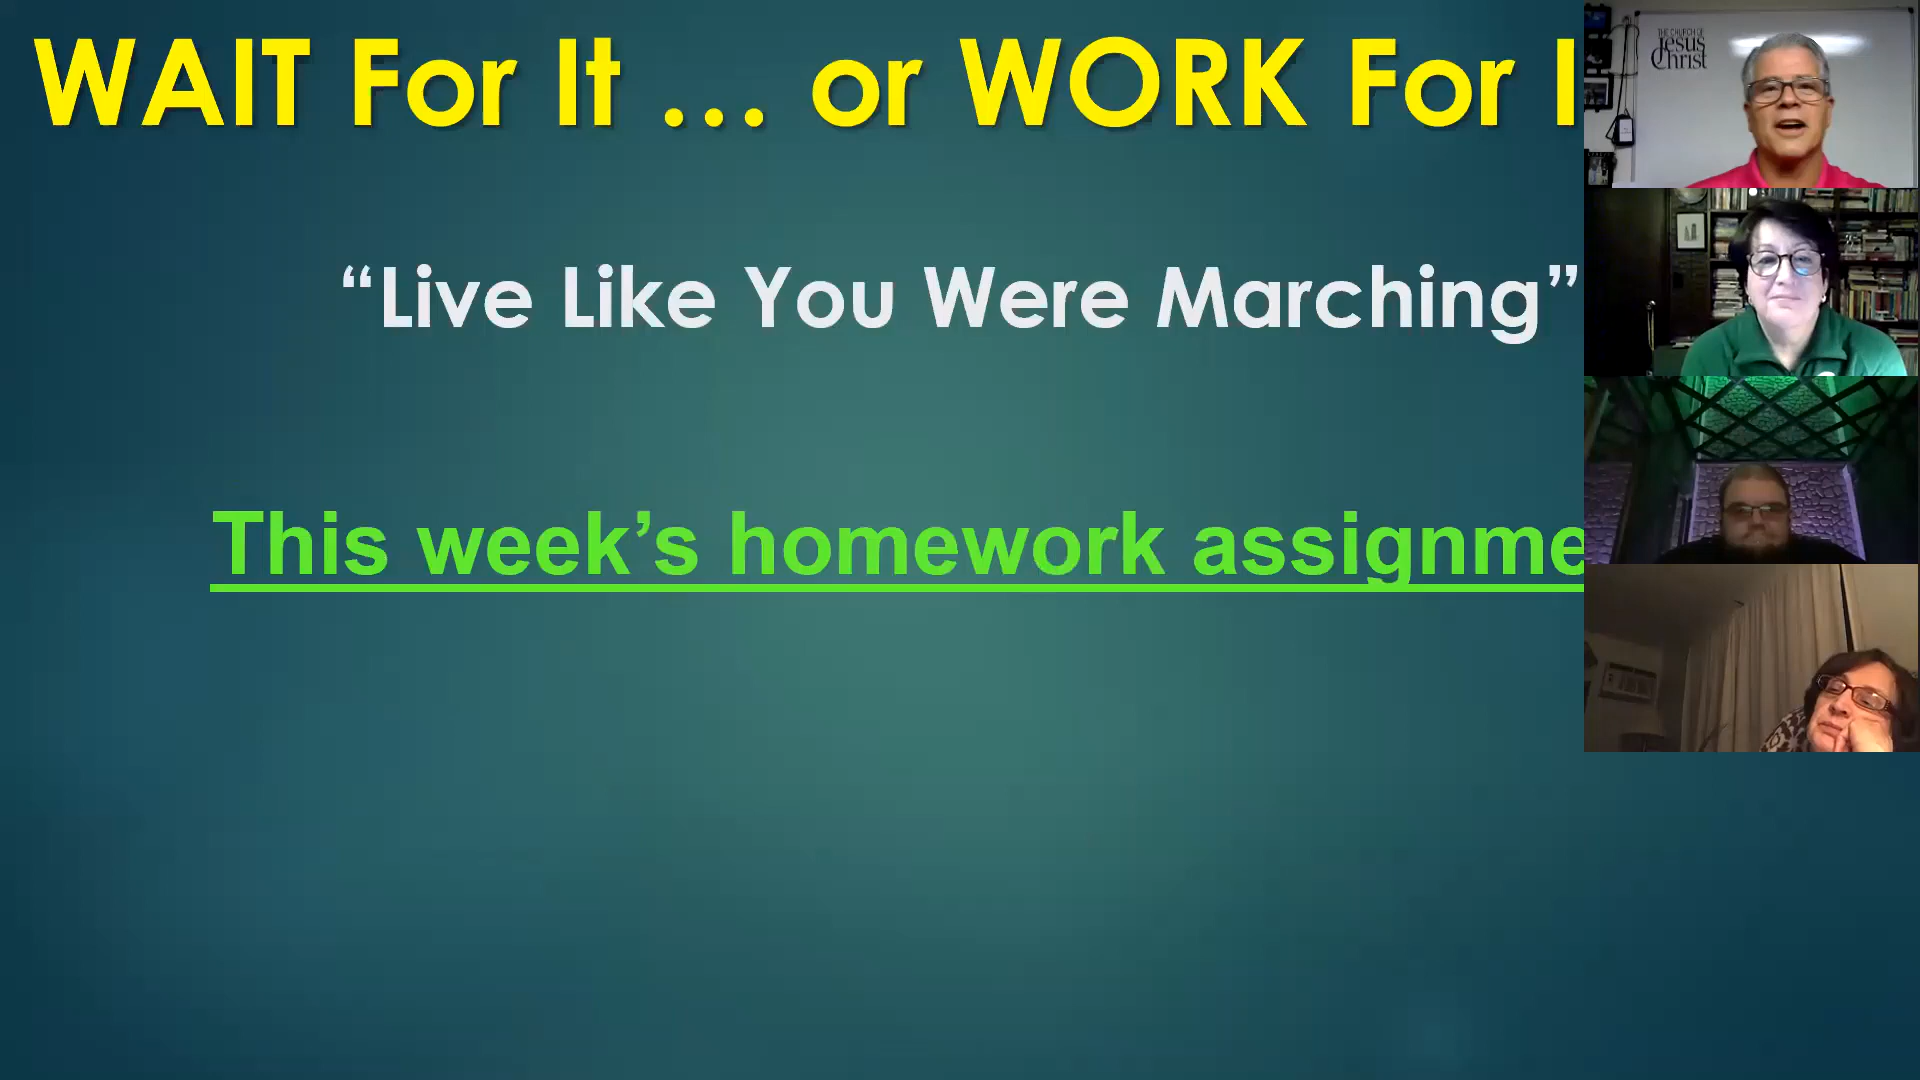 WAIT For It … or WORK For I
“Live Like You Were Marching”
This week’s homework assignme
THE CHURCH OF
Jesus
Christ